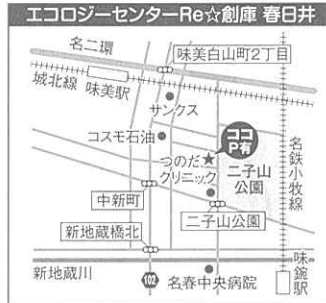 エコロジーセンターRe☆創庫 春日井
名二環
味美白山町2丁目
城北線
味美駅
サンクス
コスモ石油
ココ
P有
つのだ
クリニック
二子山
公園
名鉄小牧線
中新町
二子山公園
新地蔵橋北
新地蔵川
102
名春中央病院
味鋺駅